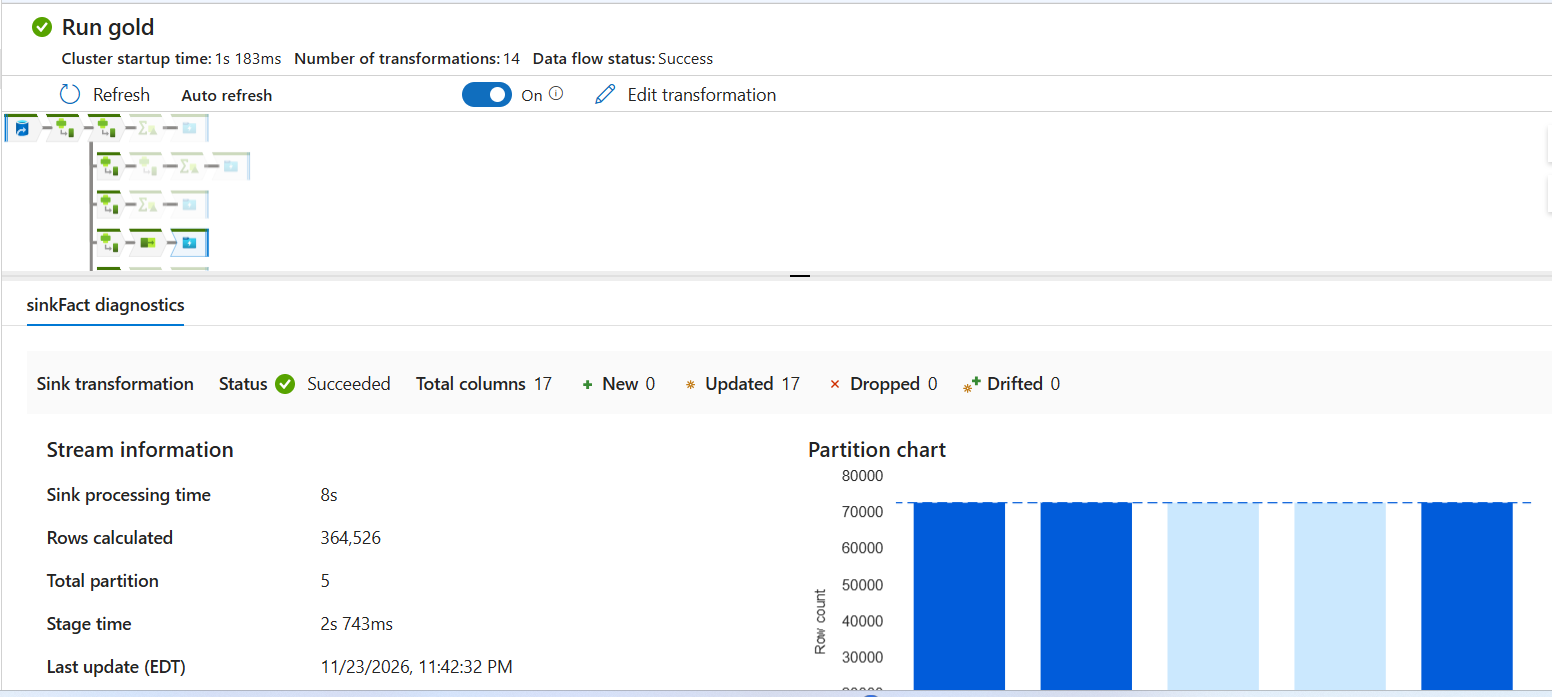 Run gold
Cluster startup time: 1s 183ms Number of transformations: 14 Data flow status: Success
Refresh Auto refresh On Edit transformation
sinkFact diagnostics
Sink transformation Status Succeeded Total columns 17 New 0 Updated 17 Dropped 0 Drifted 0
Stream information
Sink processing time 8s
Rows calculated 364,526
Total partition 5
Stage time 2s 743ms
Last update (EDT) 11/23/2026, 11:42:32 PM
Partition chart
80000
70000
60000
50000
40000
30000
Row count